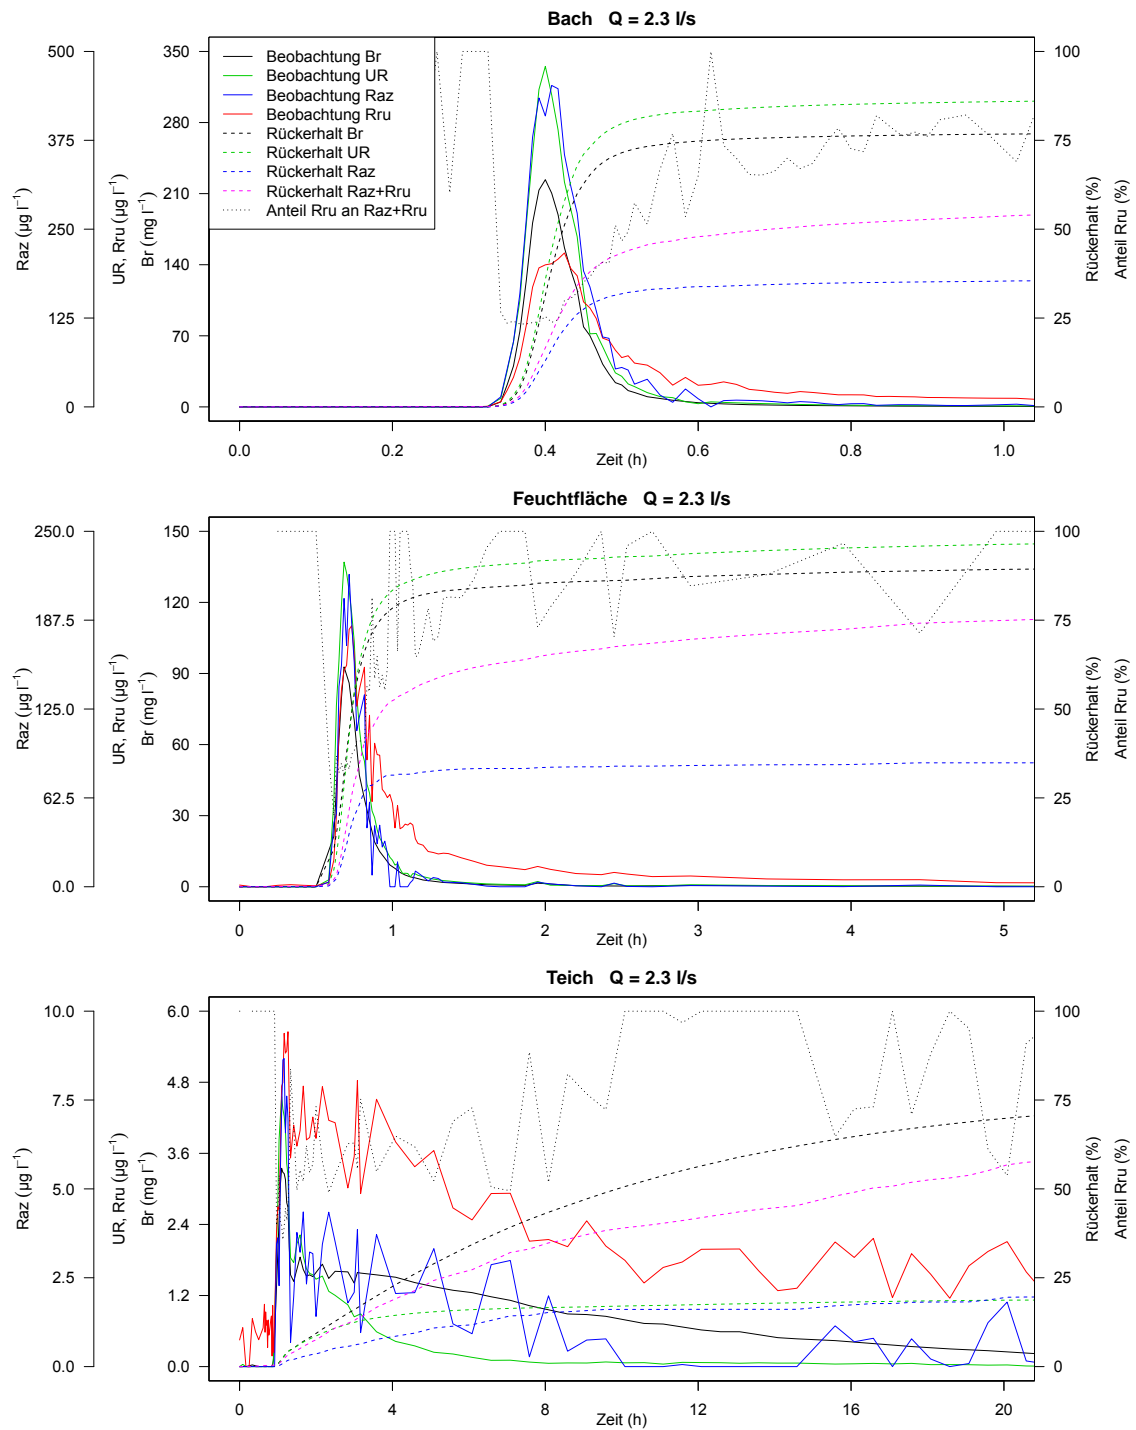 Bach Q = 2.3 l/s
Raz (µg l⁻¹)
UR, Rru (µg l⁻¹)
Br (mg l⁻¹)
500
375
250
125
0
350
280
210
140
70
0
Beobachtung Br
Beobachtung UR
Beobachtung Raz
Beobachtung Rru
Rückerhalt Br
Rückerhalt UR
Rückerhalt Raz
Rückerhalt Raz+Rru
Anteil Rru an Raz+Rru
100
75
50
25
0
Rückerhalt (%)
Anteil Rru (%)
0.0 0.2 0.4 0.6 0.8 1.0
Zeit (h)
Feuchtfläche Q = 2.3 l/s
Raz (µg l⁻¹)
UR, Rru (µg l⁻¹)
Br (mg l⁻¹)
250.0
187.5
125.0
62.5
0.0
150
120
90
60
30
0
100
75
50
25
0
Rückerhalt (%)
Anteil Rru (%)
0 1 2 3 4 5
Zeit (h)
Teich Q = 2.3 l/s
Raz (µg l⁻¹)
UR, Rru (µg l⁻¹)
Br (mg l⁻¹)
10.0
7.5
5.0
2.5
0.0
6.0
4.8
3.6
2.4
1.2
0.0
100
75
50
25
0
Rückerhalt (%)
Anteil Rru (%)
0 4 8 12 16 20
Zeit (h)